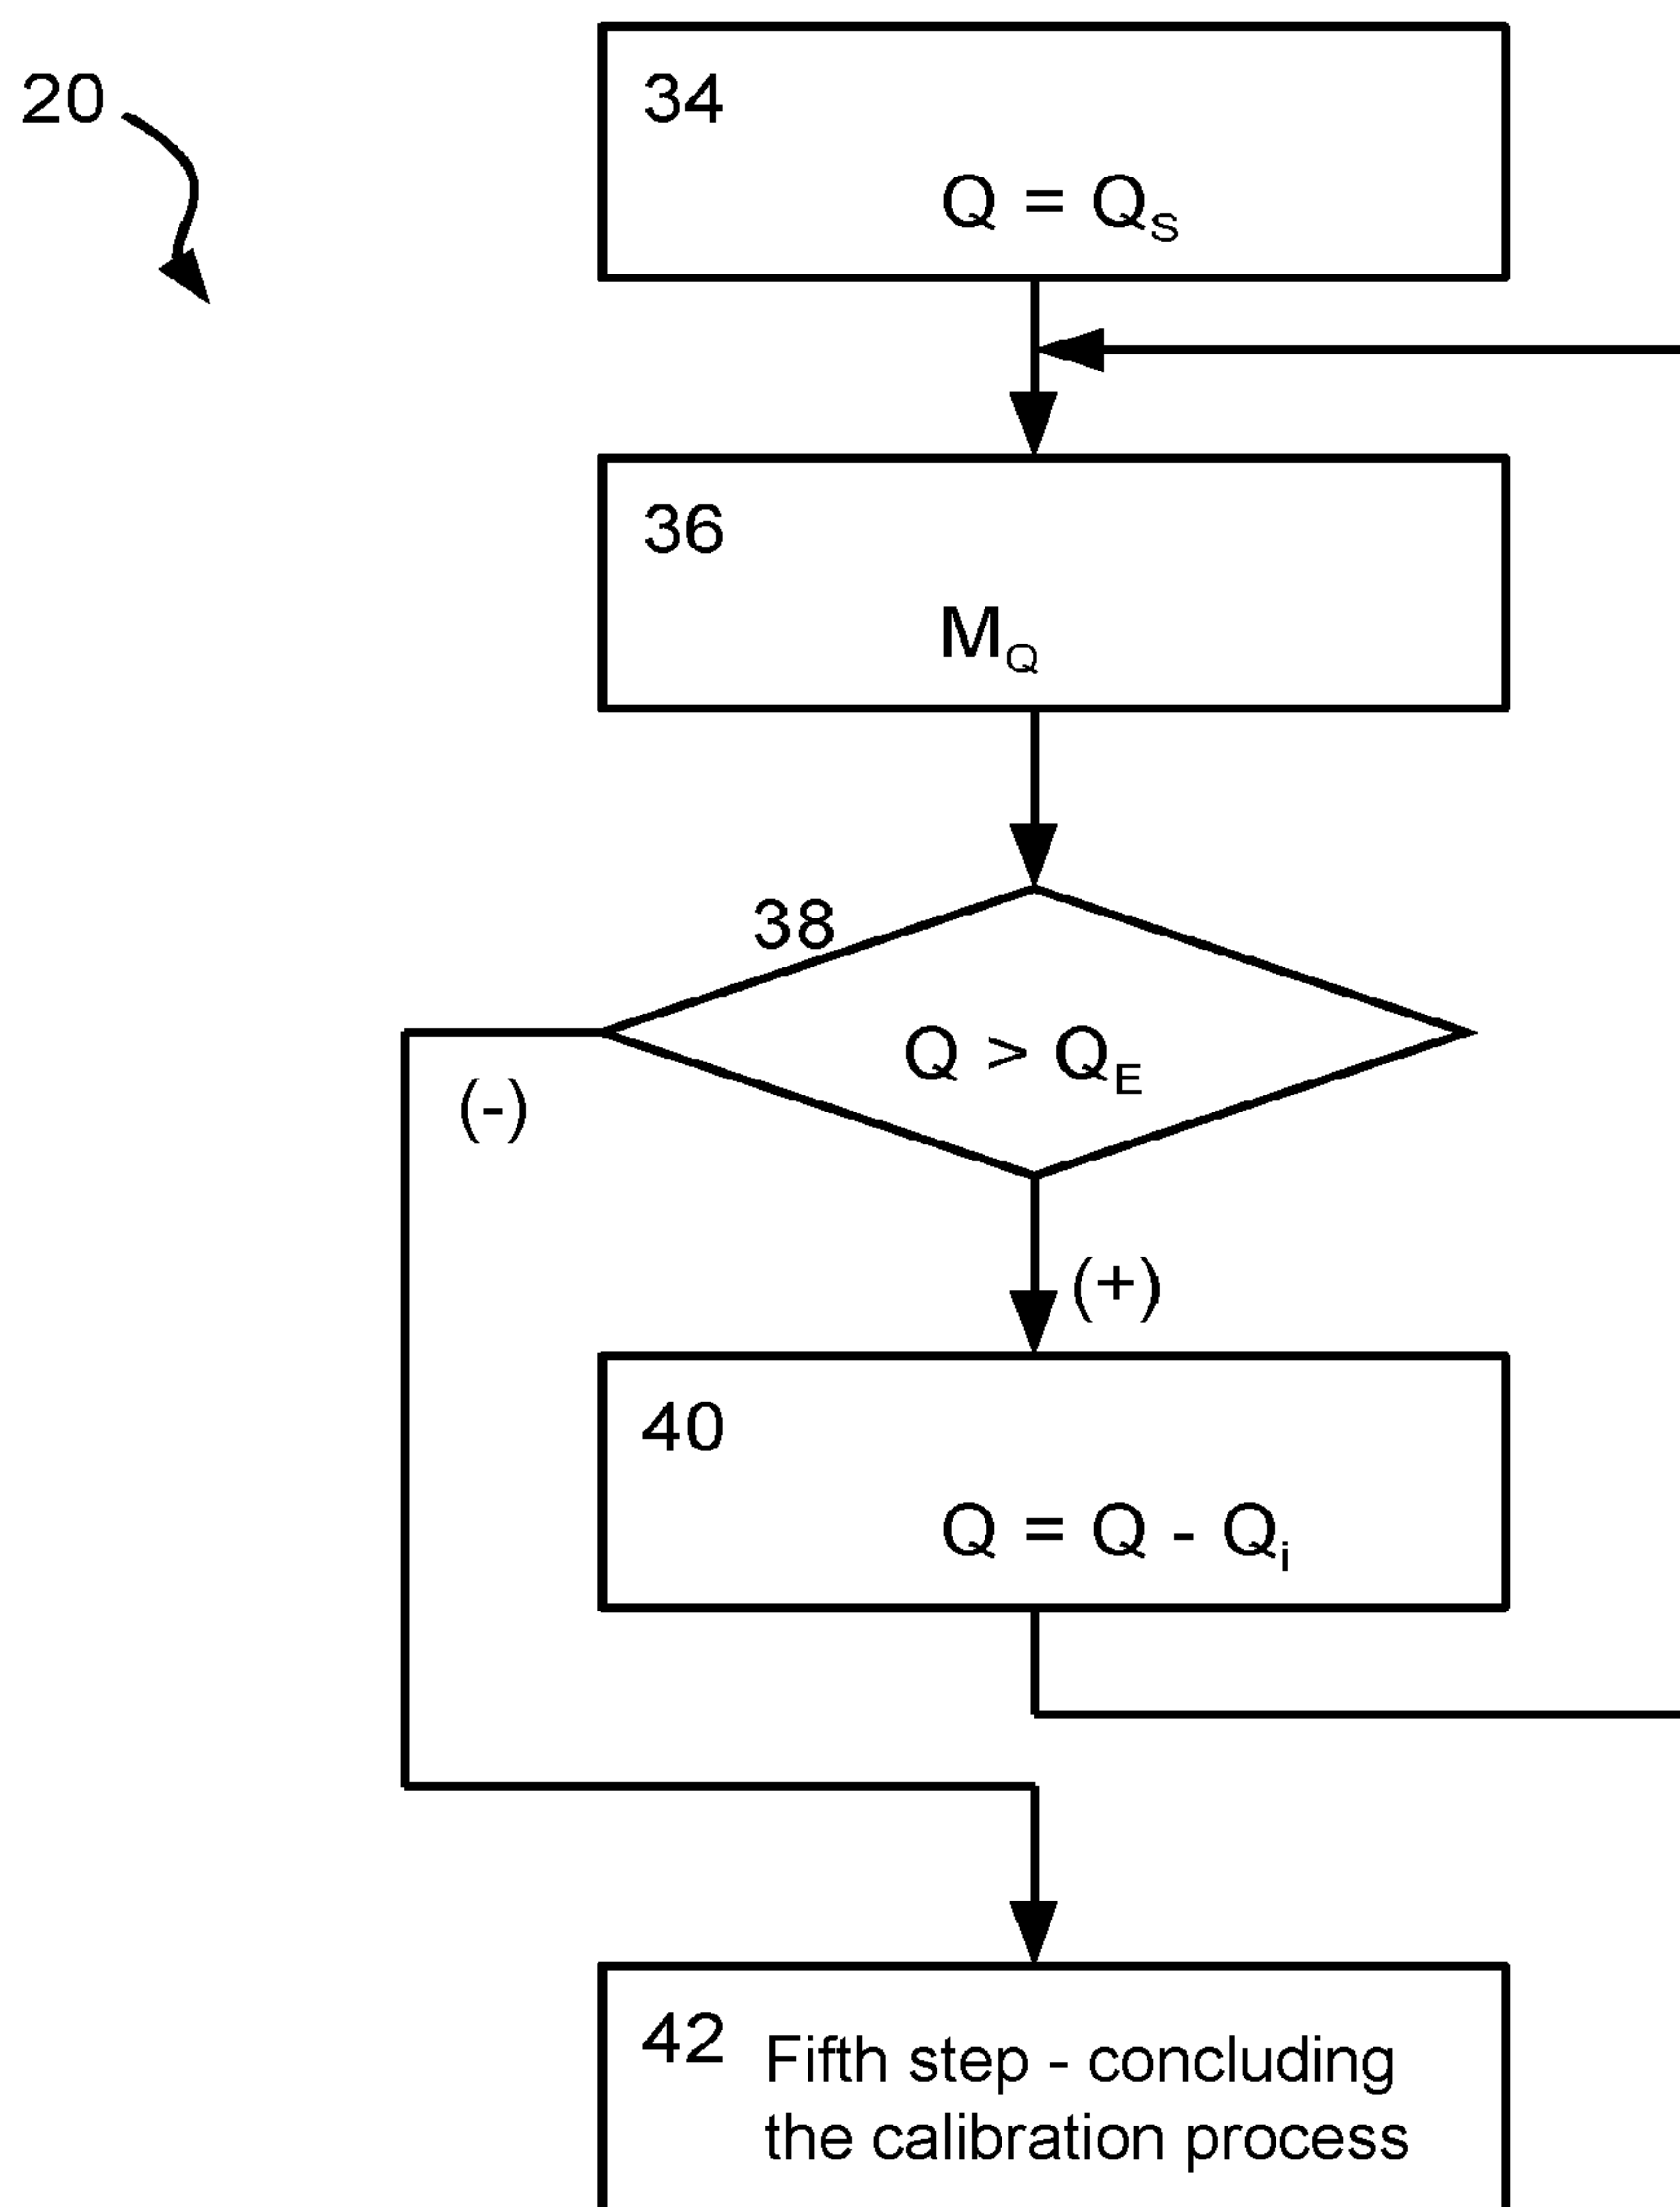 20
34
Q = Q_S
36
M_Q
38
Q > Q_E
(-)
(+)
40
Q = Q - Q_i
42 Fifth step - concluding
the calibration process